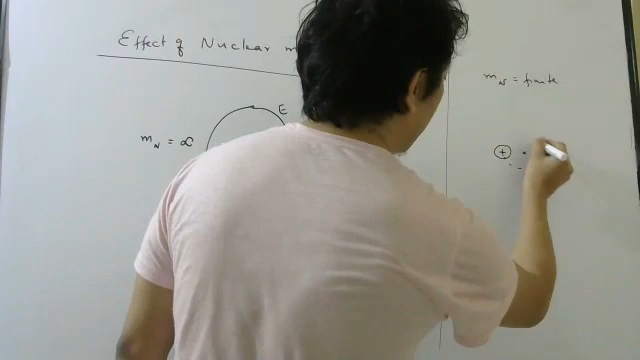 Effect of Nuclear m
E
m_N = ∞
m_N = finite
+